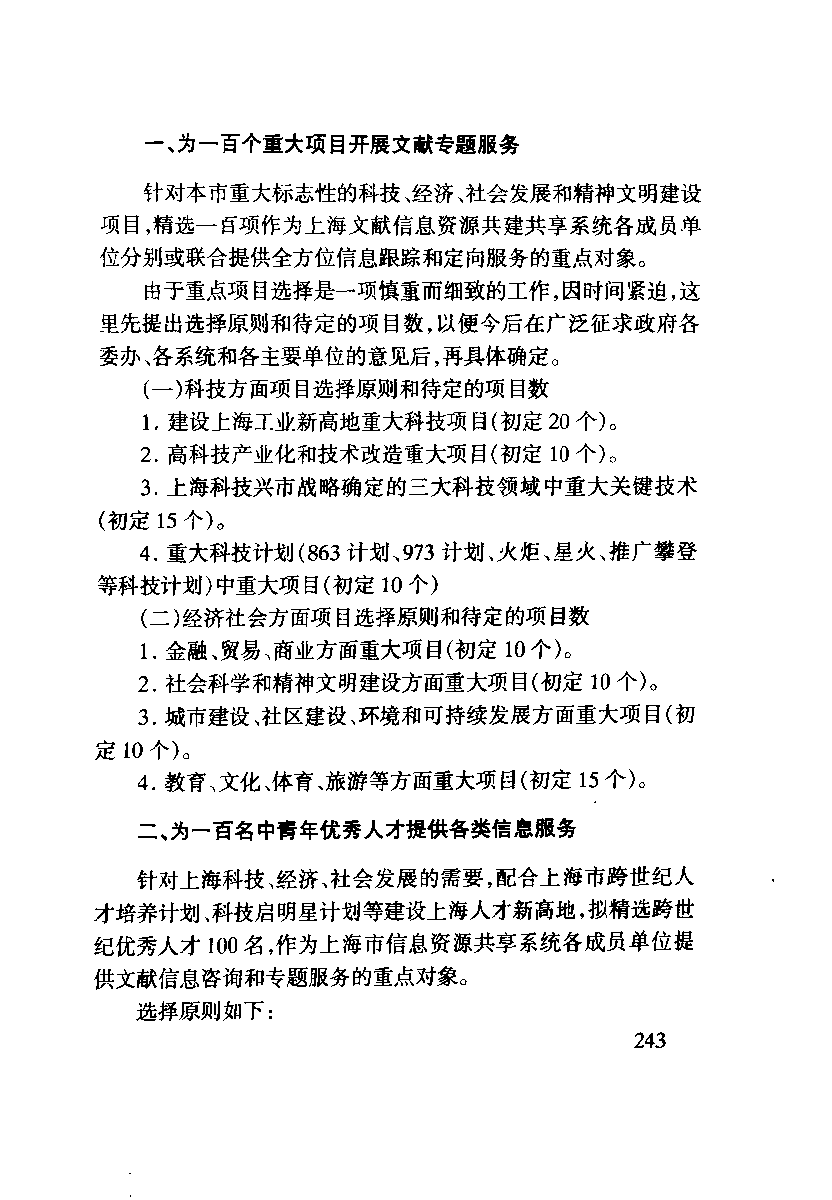 一、为一百个重大项目开展文献专题服务
针对本市重大标志性的科技、经济、社会发展和精神文明建设
项目,精选一百项作为上海文献信息资源共建共享系统各成员单
位分别或联合提供全方位信息跟踪和定向服务的重点对象。
由于重点项目选择是一项慎重而细致的工作,因时间紧迫,这
里先提出选择原则和待定的项目数,以便今后在广泛征求政府各
委办、各系统和各主要单位的意见后,再具体确定。
(一)科技方面项目选择原则和待定的项目数
1. 建设上海工业新高地重大科技项目(初定 20 个)。
2. 高科技产业化和技术改造重大项目(初定 10 个)。
3. 上海科技兴市战略确定的三大科技领域中重大关键技术
(初定 15 个)。
4. 重大科技计划(863 计划、973 计划、火炬、星火、推广攀登
等科技计划)中重大项目(初定 10 个)
(二)经济社会方面项目选择原则和待定的项目数
1. 金融、贸易、商业方面重大项目(初定 10 个)。
2. 社会科学和精神文明建设方面重大项目(初定 10 个)。
3. 城市建设、社区建设、环境和可持续发展方面重大项目(初
定 10 个)。
4. 教育、文化、体育、旅游等方面重大项目(初定 15 个)。
二、为一百名中青年优秀人才提供各类信息服务
针对上海科技、经济、社会发展的需要,配合上海市跨世纪人
才培养计划、科技启明星计划等建设上海人才新高地,拟精选跨世
纪优秀人才 100 名,作为上海市信息资源共享系统各成员单位提
供文献信息咨询和专题服务的重点对象。
选择原则如下:
243